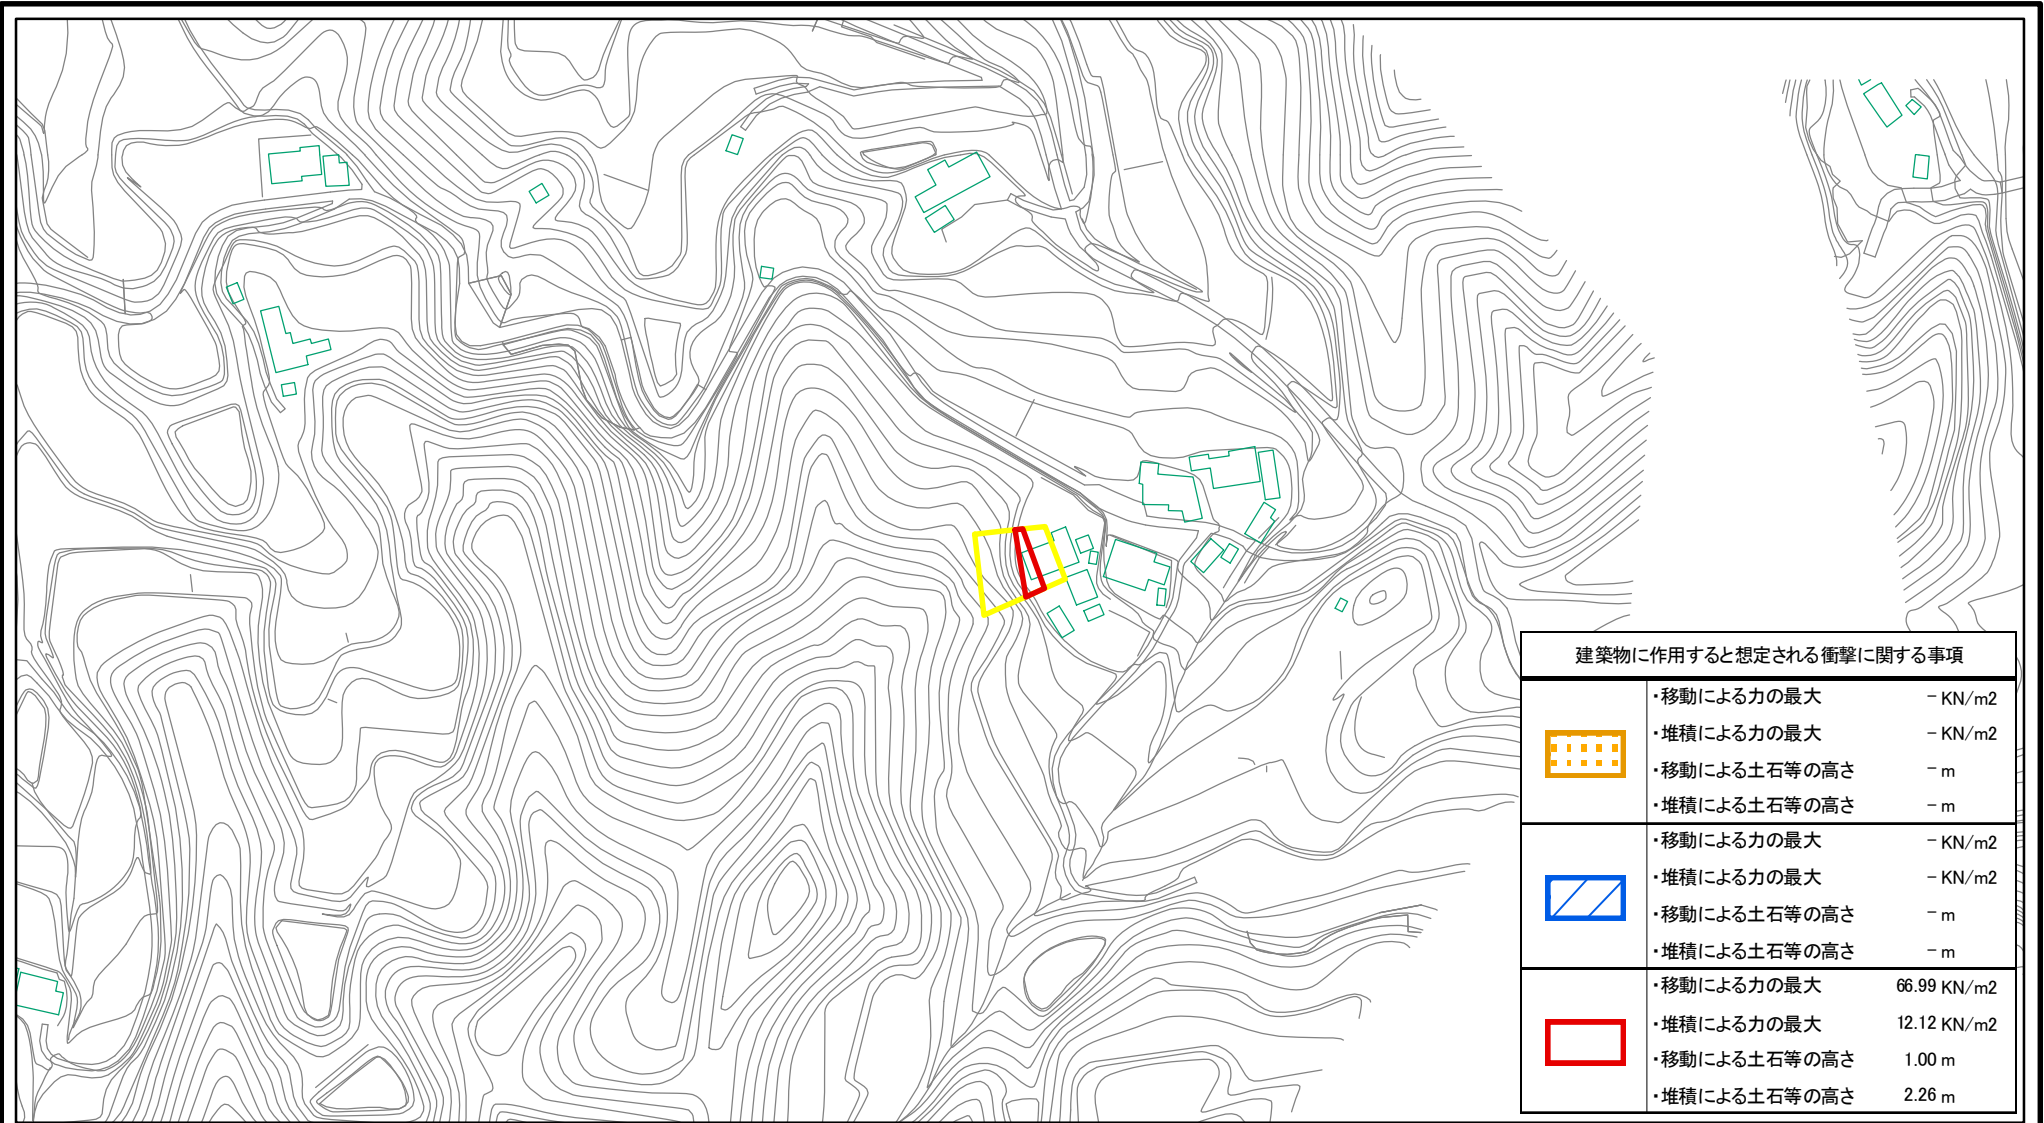 建築物に作用すると想定される衝撃に関する事項
・移動による力の最大 － KN/m2
・堆積による力の最大 － KN/m2
・移動による土石等の高さ － m
・堆積による土石等の高さ － m
・移動による力の最大 － KN/m2
・堆積による力の最大 － KN/m2
・移動による土石等の高さ － m
・堆積による土石等の高さ － m
・移動による力の最大 66.99 KN/m2
・堆積による力の最大 12.12 KN/m2
・移動による土石等の高さ 1.00 m
・堆積による土石等の高さ 2.26 m